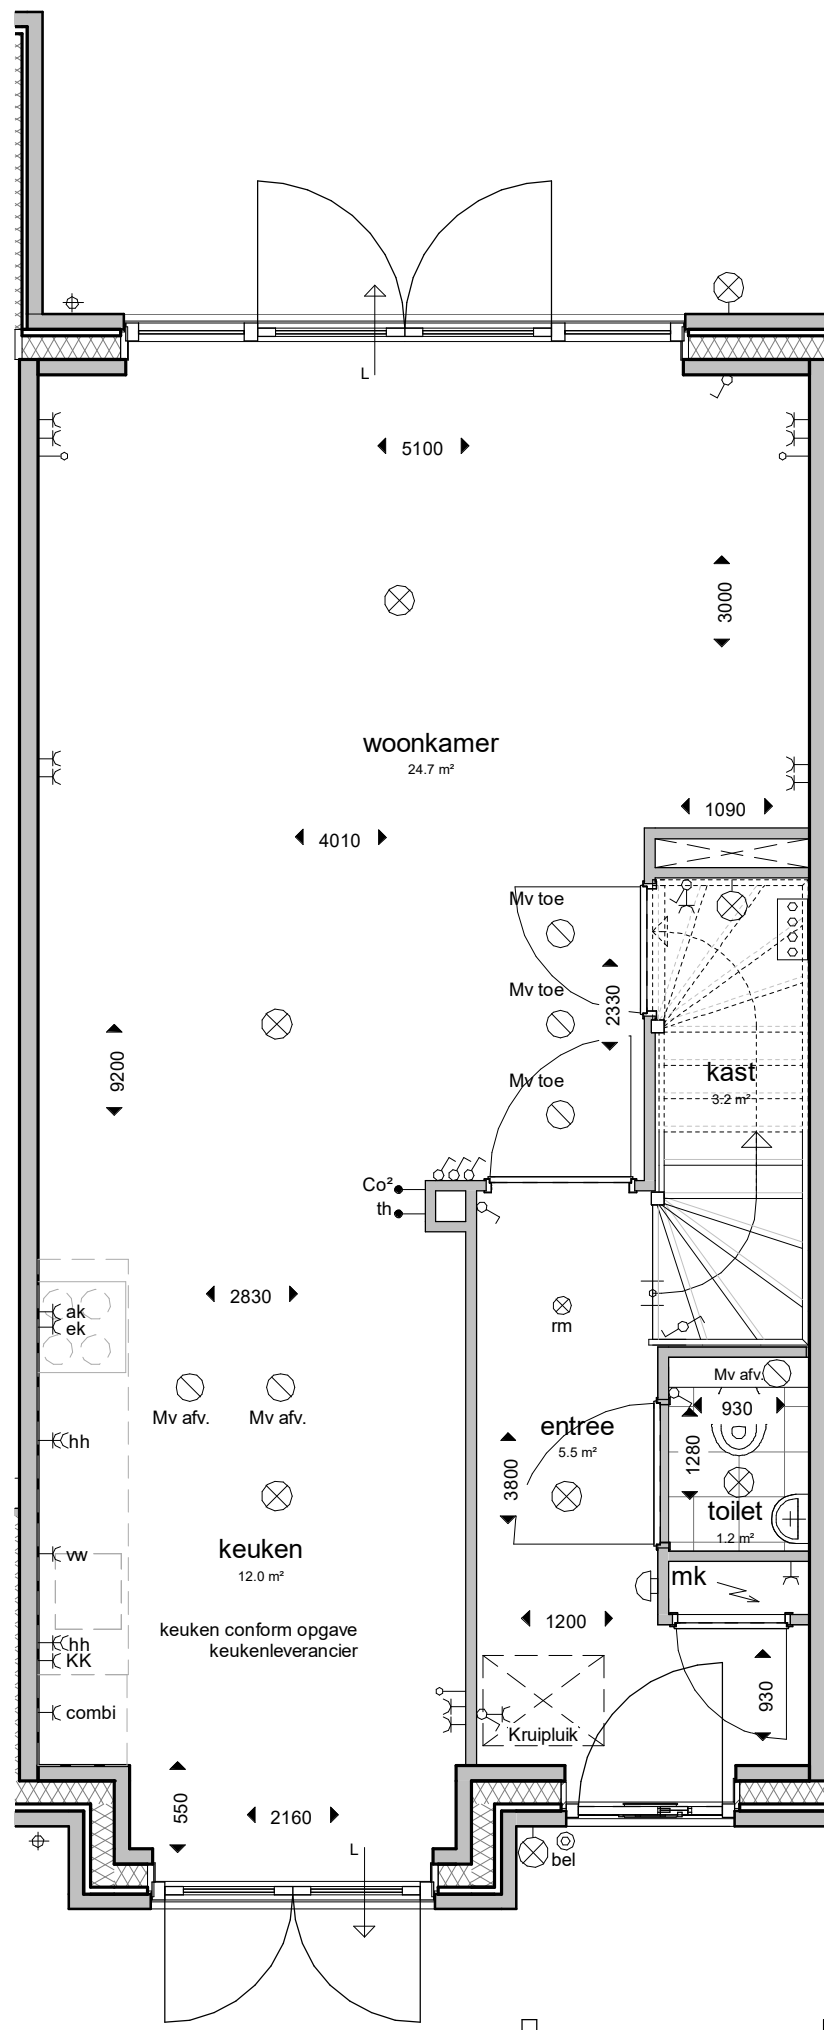 L
5100
3000
woonkamer
24.7 m²
1090
4010
Mv toe
2330
Mv toe
9200
kast
3.2 m²
Mv toe
Co²
th
2830
ak
ek
rm
Mv afv.
Mv afv.
Mv afv.
930
entree
5.5 m²
1280
hh
3800
toilet
1.2 m²
keuken
12.0 m²
vw
mk
keuken conform opgave
keukenleverancier
1200
hh
KK
930
combi
Kruipluik
550
2160
L
bel